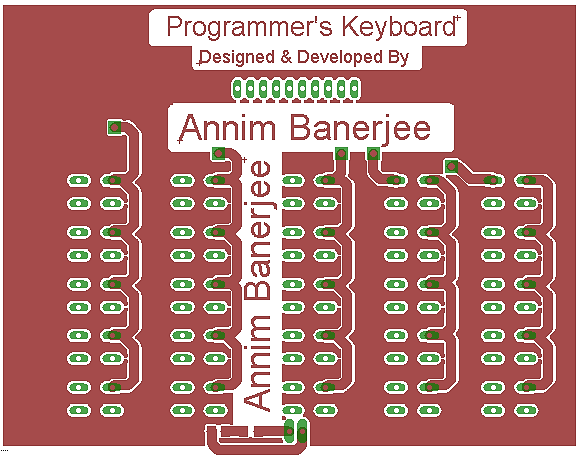 Programmer's Keyboard
Designed & Developed By
Annim Banerjee
Annim Banerjee